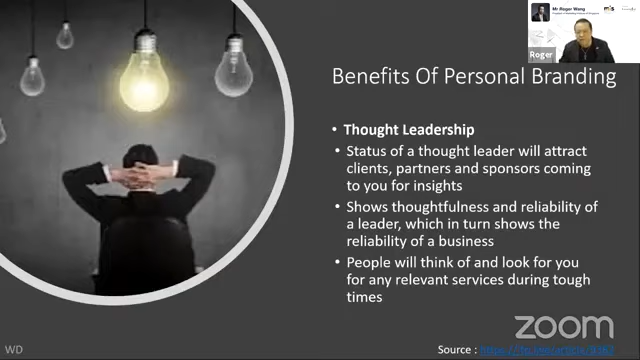 Mr Roger Wang
Roger
Benefits Of Personal Branding
• Thought Leadership
• Status of a thought leader will attract
clients, partners and sponsors coming
to you for insights
• Shows thoughtfulness and reliability of
a leader, which in turn shows the
reliability of a business
• People will think of and look for you
for any relevant services during tough
times
zoom
WD
Source :